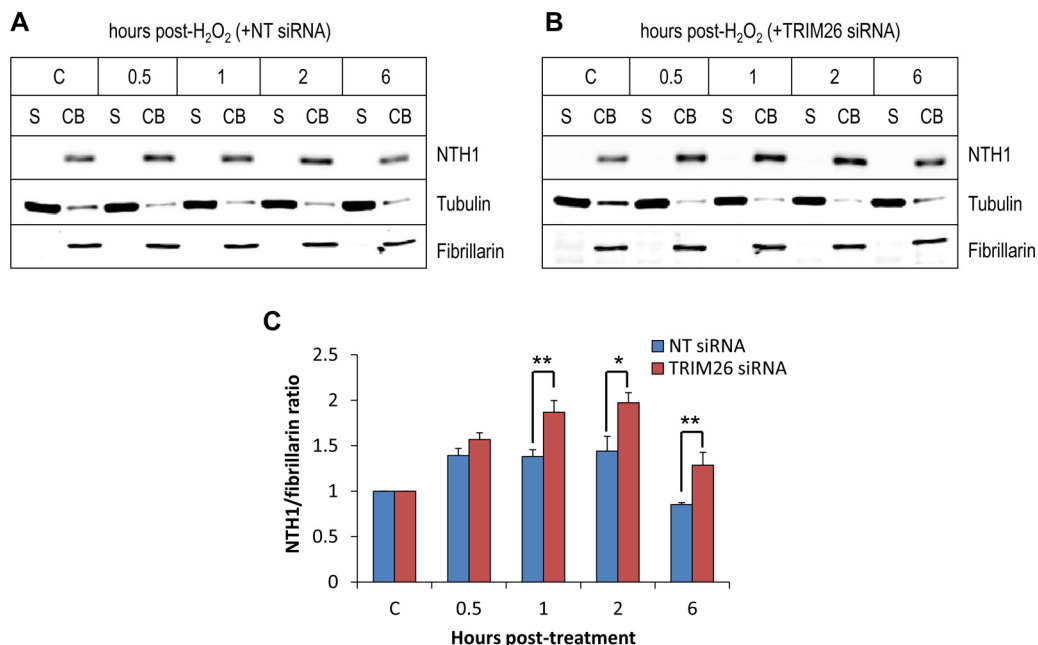 A
hours post-H₂O₂ (+NT siRNA)
C 0.5 1 2 6
S CB S CB S CB S CB S CB
NTH1
Tubulin
Fibrillarin
B
hours post-H₂O₂ (+TRIM26 siRNA)
C 0.5 1 2 6
S CB S CB S CB S CB S CB
NTH1
Tubulin
Fibrillarin
C
NT siRNA
TRIM26 siRNA
NTH1/fibrillarin ratio
2.5
2
1.5
1
0.5
0
** * **
C 0.5 1 2 6
Hours post-treatment